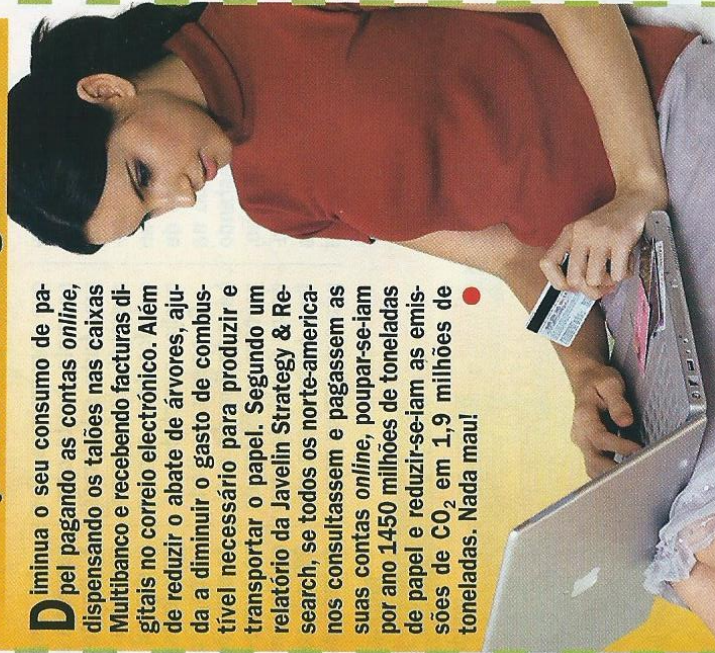 Diminua o seu consumo de pa-
pel pagando as contas online,
dispensando os talões nas caixas
Multibanco e recebendo facturas di-
gitais no correio electrónico. Além
de reduzir o abate de árvores, aju-
da a diminuir o gasto de combus-
tível necessário para produzir e
transportar o papel. Segundo um
relatório da Javelin Strategy & Re-
search, se todos os norte-america-
nos consultassem e pagassem as
suas contas online, poupar-se-iam
por ano 1450 milhões de toneladas
de papel e reduzir-se-iam as emis-
sões de CO₂ em 1,9 milhões de
toneladas. Nada mau!